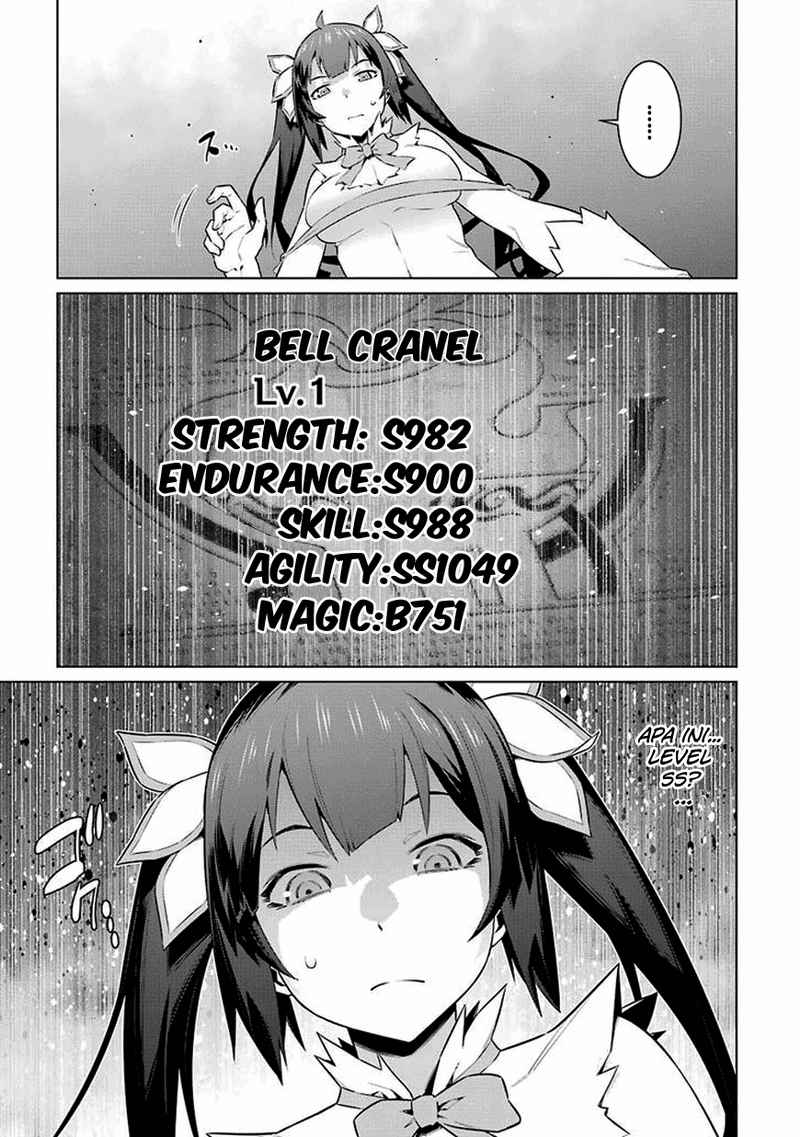 ......
ス...
BELL CRANEL
Lv.1
STRENGTH: S982
ENDURANCE:S900
SKILL:S988
AGILITY:SS1049
MAGIC:B751
APA INI...
LEVEL
SS?
...
ゴクッ...